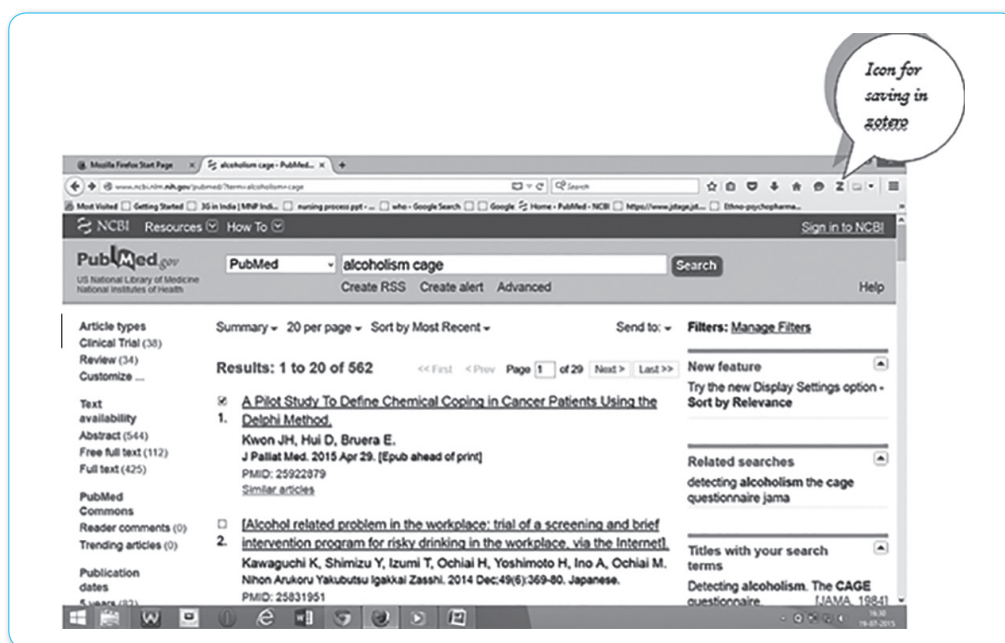 Icon for
saving in
zotero
Mozilla Firefox Start Page × alcoholism cage - PubMed... × +
www.ncbi.nlm.nih.gov/pubmed/?term=alcoholism+cage Search
Most Visited Getting Started 3G in India | MNP Indi... nursing process ppt - ... who - Google Search Google Home - PubMed - NCBI Ethno-psychopharma...
NCBI Resources How To Sign in to NCBI
PubMed.gov
US National Library of Medicine
National Institutes of Health
PubMed alcoholism cage Search
Create RSS Create alert Advanced Help
Article types
Clinical Trial (38)
Review (34)
Customize ...
Text
availability
Abstract (544)
Free full text (112)
Full text (425)
PubMed
Commons
Reader comments (0)
Trending articles (0)
Publication
dates
5 years
Summary 20 per page Sort by Most Recent Send to:
Results: 1 to 20 of 562 << First < Prev Page 1 of 29 Next > Last >>
A Pilot Study To Define Chemical Coping in Cancer Patients Using the
1. Delphi Method.
Kwon JH, Hui D, Bruera E.
J Palliat Med. 2015 Apr 29. [Epub ahead of print]
PMID: 25922879
Similar articles
[Alcohol related problem in the workplace: trial of a screening and brief
2. intervention program for risky drinking in the workplace, via the Internet].
Kawaguchi K, Shimizu Y, Izumi T, Ochiai H, Yoshimoto H, Ino A, Ochiai M.
Nihon Arukoru Yakubutsu Igakkai Zasshi. 2014 Dec;49(6):369-80. Japanese.
PMID: 25831951
Filters: Manage Filters
New feature
Try the new Display Settings option -
Sort by Relevance
Related searches
detecting alcoholism the cage
questionnaire jama
Titles with your search
terms
Detecting alcoholism. The CAGE
questionnaire. [JAMA. 1984]
16:30
19-07-2015